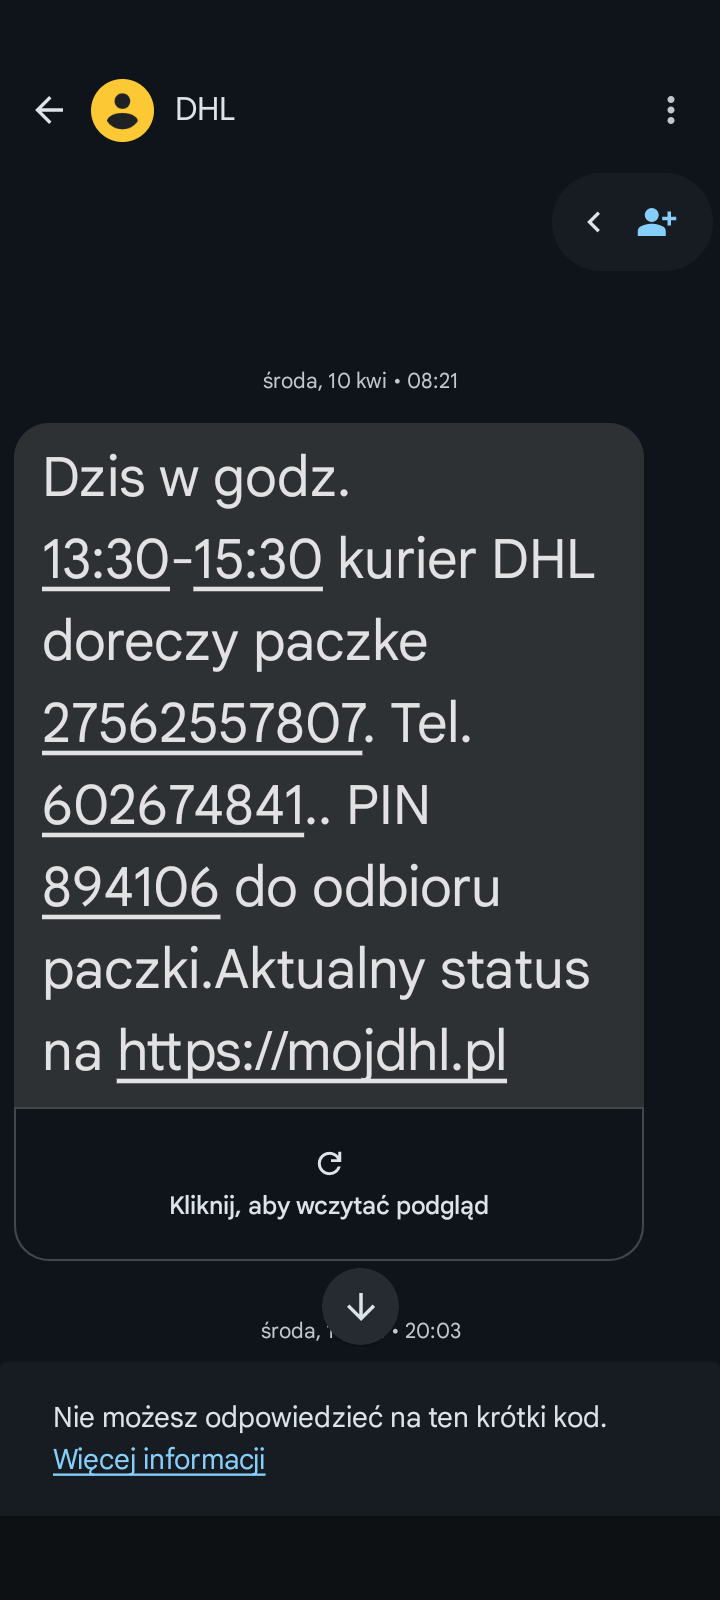 DHL
środa, 10 kwi • 08:21
Dzis w godz.
13:30-15:30 kurier DHL
doreczy paczke
27562557807. Tel.
602674841.. PIN
894106 do odbioru
paczki.Aktualny status
na https://mojdhl.pl
Kliknij, aby wczytać podgląd
środa, • 20:03
Nie możesz odpowiedzieć na ten krótki kod.
Więcej informacji